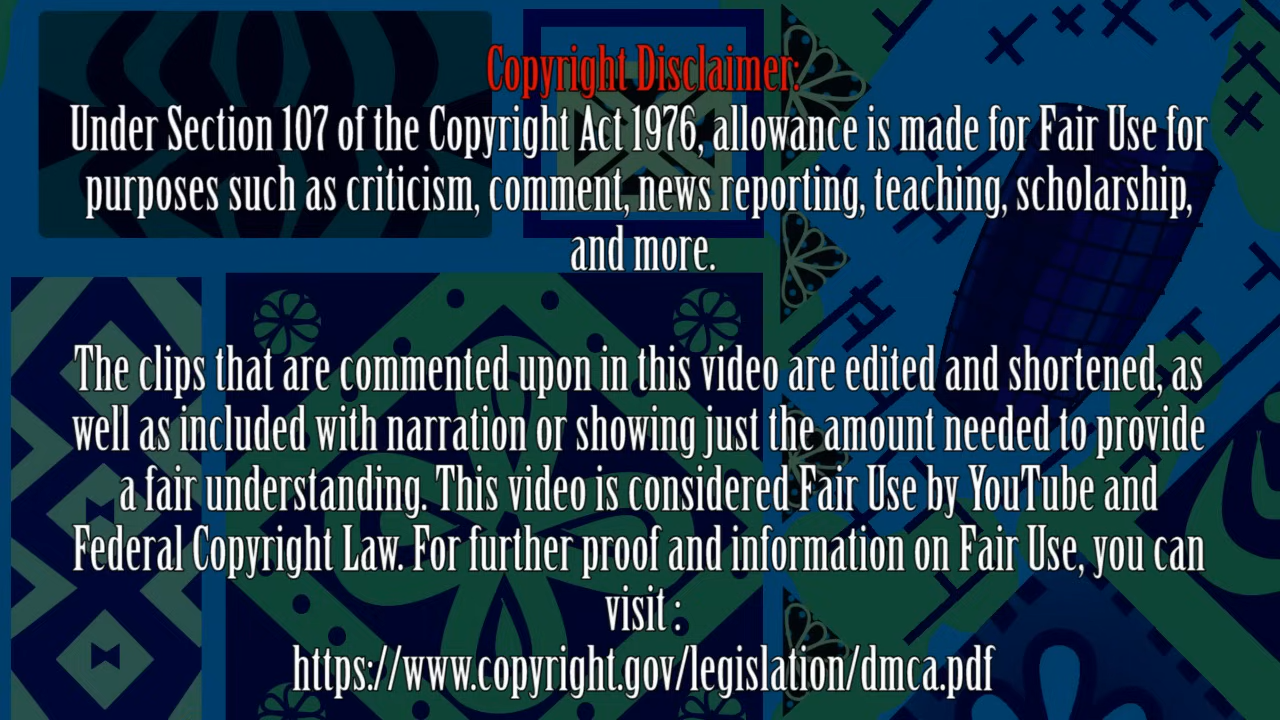 Copyright Disclaimer:
Under Section 107 of the Copyright Act 1976, allowance is made for Fair Use for
purposes such as criticism, comment, news reporting, teaching, scholarship,
and more.
The clips that are commented upon in this video are edited and shortened, as
well as included with narration or showing just the amount needed to provide
a fair understanding. This video is considered Fair Use by YouTube and
Federal Copyright Law. For further proof and information on Fair Use, you can
visit :
https://www.copyright.gov/legislation/dmca.pdf